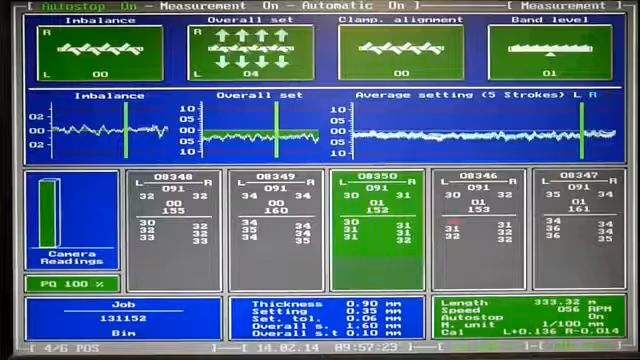 [ Autostop On - Measurement On - Automatic On ] [ Measurement ]
Imbalance Overall set Clamp. alignment Band level
R R
L 00 L 04 00 01
Imbalance Overall set Average setting (5 Strokes) L R
02 00 02
10 05 05 10
10 05 05 10
08348 08349 08350 08346 08347
L R L R L R L R L R
091 091 091 091 091
32 32 34 34 30 31 30 32 34 35
00 00 01 01 00
155 160 152 153 161
30 32 34 34 30 31 32 34 34
32 32 35 34 31 31 31 32 36 34
33 33 34 35 31 32 32 32 36 35
Camera Readings
PQ 100 %
Job
131152
Bim
Thickness 0.90 mm
Setting 0.35 mm
Set. tol. 0.06 mm
Overall s. 1.60 mm
Overall s.t 0.10 mm
Length 333.32 m
Speed 056 RPM
Autostop On
M. unit 1/100 mm
Cal L+0.136 R-0.014
[ 4/6 POS ] [ 14.02.14 09:57:23 ]